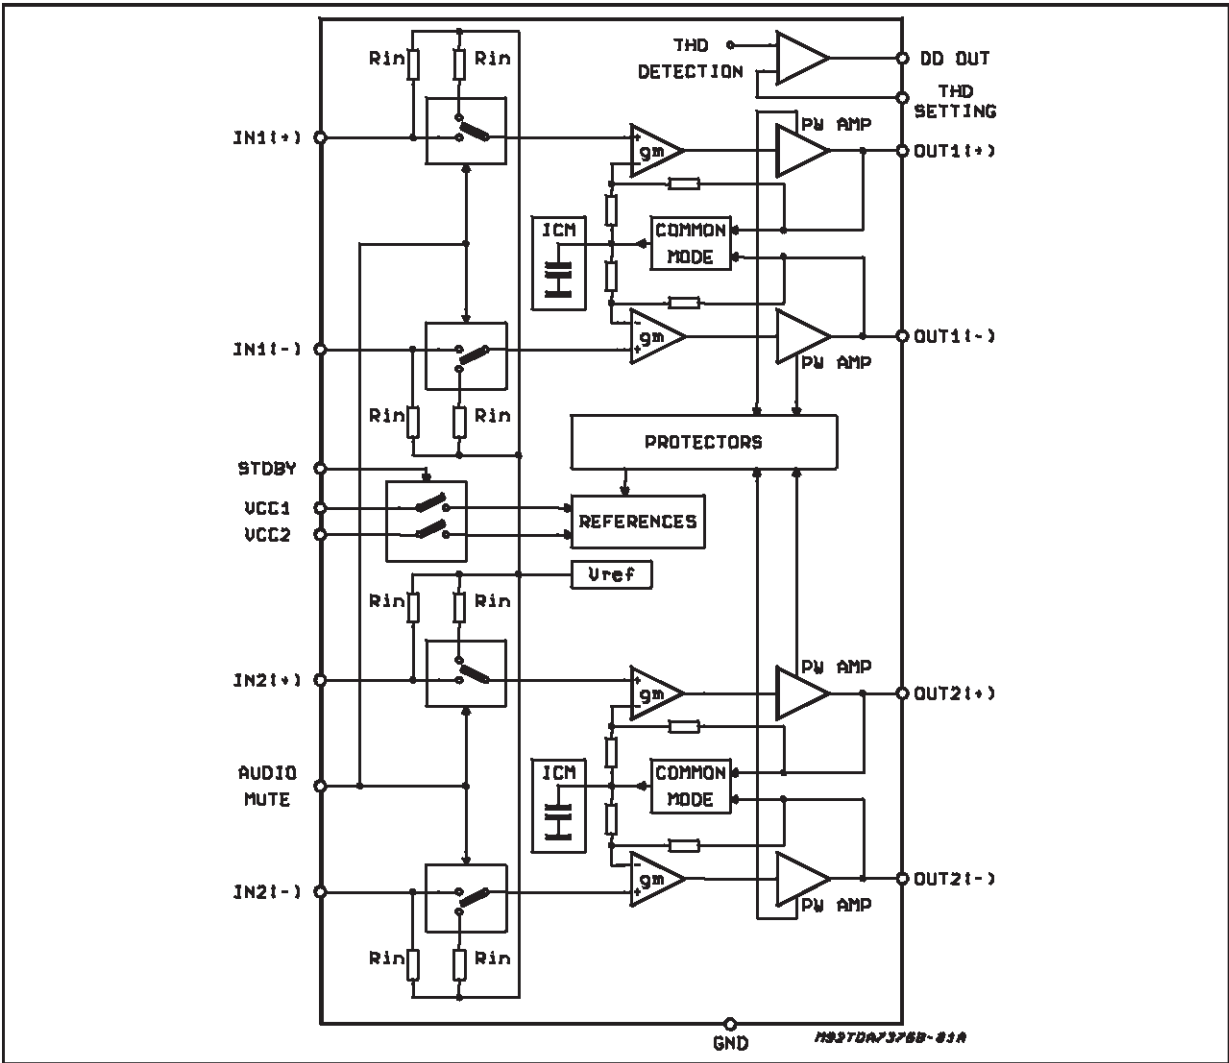 Rin
Rin
THD
DETECTION
DD OUT
THD
SETTING
PW AMP
IN1(+)
gm
OUT1(+)
ICM
COMMON
MODE
IN1(-)
gm
OUT1(-)
PW AMP
Rin
Rin
PROTECTORS
STDBY
VCC1
REFERENCES
VCC2
Vref
Rin
Rin
PW AMP
IN2(+)
gm
OUT2(+)
AUDIO
MUTE
ICM
COMMON
MODE
IN2(-)
gm
OUT2(-)
PW AMP
Rin
Rin
GND
M92TDA7376B-01A